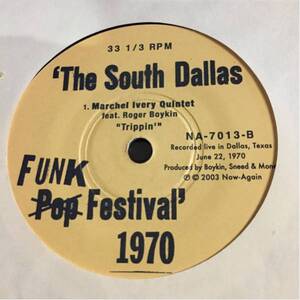 33 1/3 RPM
'The South Dallas
1. Marchel Ivery Quintet
feat. Roger Boykin
"Trippin'"
NA-7013-B
Recorded live in Dallas, Texas
June 22, 1970
Produced by Boykin, Sneed &
℗ © 2003 Now-Again
FUNK
Pop Festival'
1970